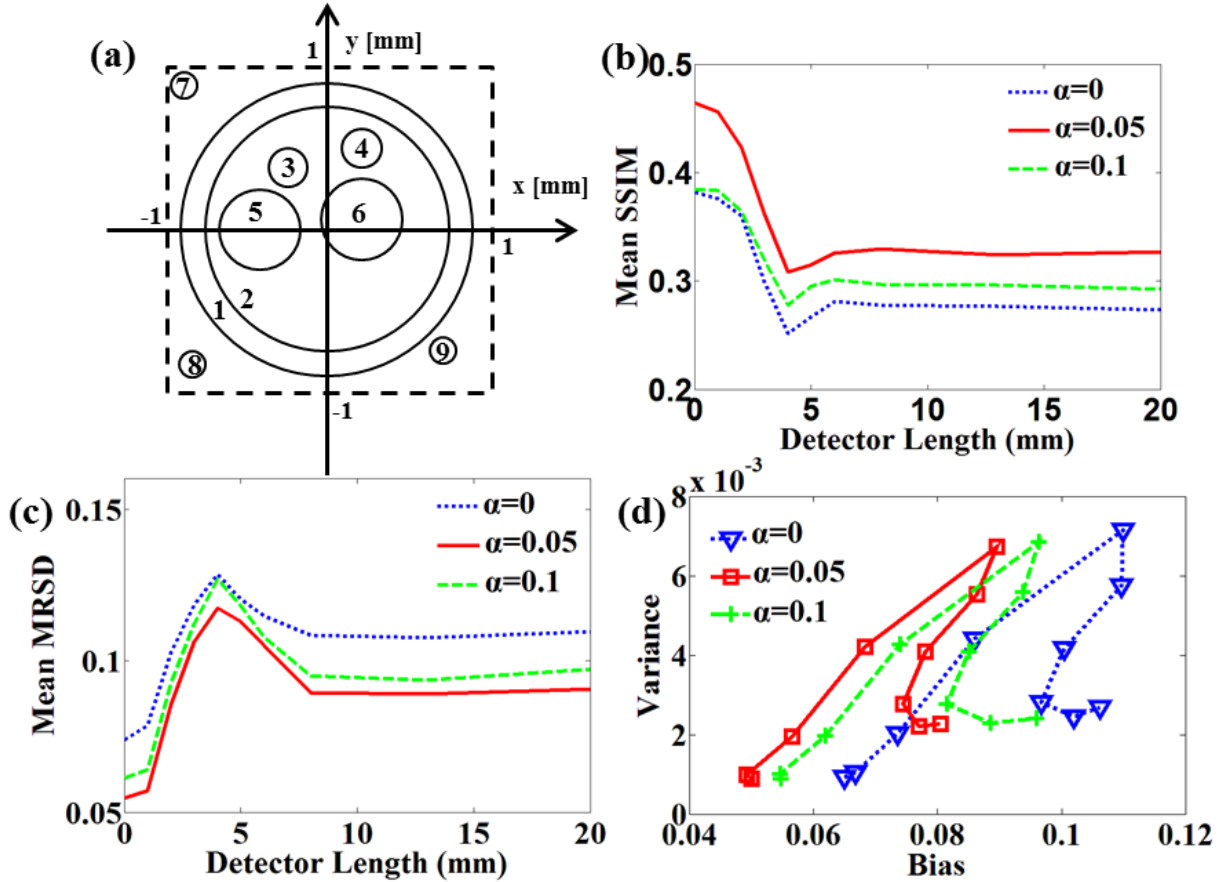 (a)
y [mm]
1
7
4
3
5
6
x [mm]
-1
1
1
2
8
9
-1
(b)
0.5
0.4
0.3
0.2
Mean SSIM
α=0
α=0.05
α=0.1
0 5 10 15 20
Detector Length (mm)
(c)
0.15
0.1
0.05
Mean MRSD
α=0
α=0.05
α=0.1
0 5 10 15 20
Detector Length (mm)
(d)
x 10⁻³
8
6
4
2
0
Variance
α=0
α=0.05
α=0.1
0.04 0.06 0.08 0.1 0.12
Bias